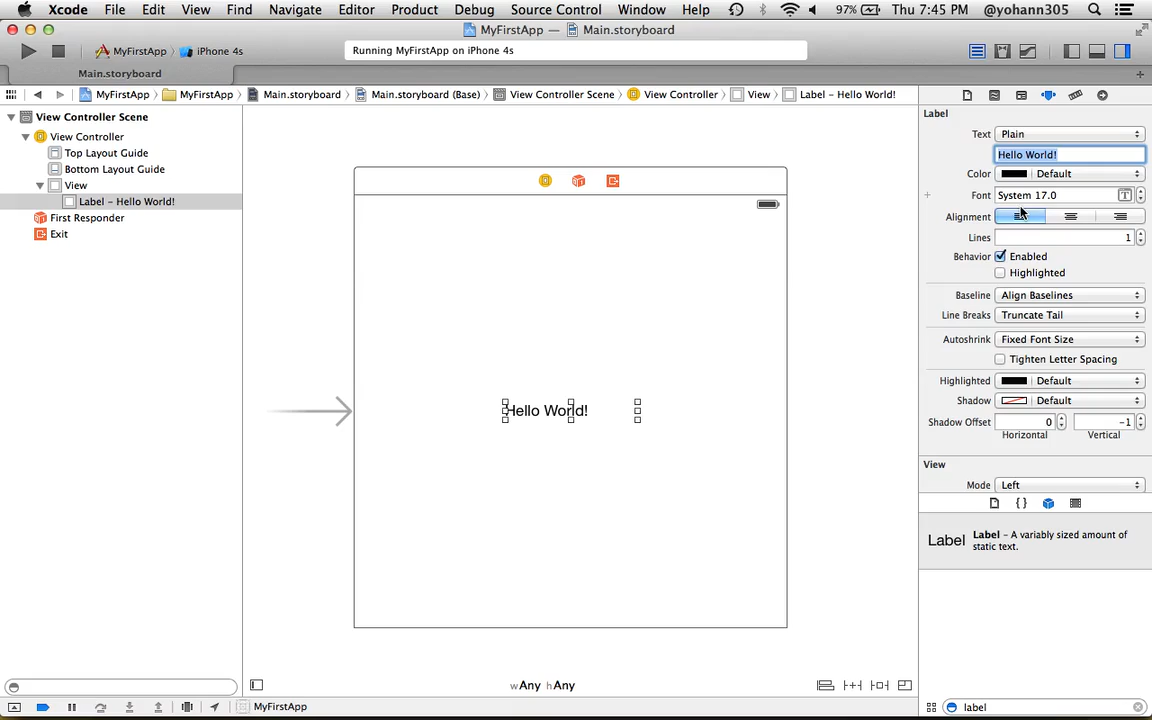 Xcode File Edit View Find Navigate Editor Product Debug Source Control Window Help 97% Thu 7:45 PM @yohann305
MyFirstApp — Main.storyboard
MyFirstApp iPhone 4s Running MyFirstApp on iPhone 4s
Main.storyboard
MyFirstApp MyFirstApp Main.storyboard Main.storyboard (Base) View Controller Scene View Controller View Label – Hello World!
View Controller Scene
View Controller
Top Layout Guide
Bottom Layout Guide
View
Label – Hello World!
First Responder
Exit
Hello World!
wAny hAny
Label
Text Plain
Hello World!
Color Default
Font System 17.0
Alignment
Lines 1
Behavior Enabled
Highlighted
Baseline Align Baselines
Line Breaks Truncate Tail
Autoshrink Fixed Font Size
Tighten Letter Spacing
Highlighted Default
Shadow Default
Shadow Offset 0 -1
Horizontal Vertical
View
Mode Left
Label Label – A variably sized amount of static text.
MyFirstApp
label